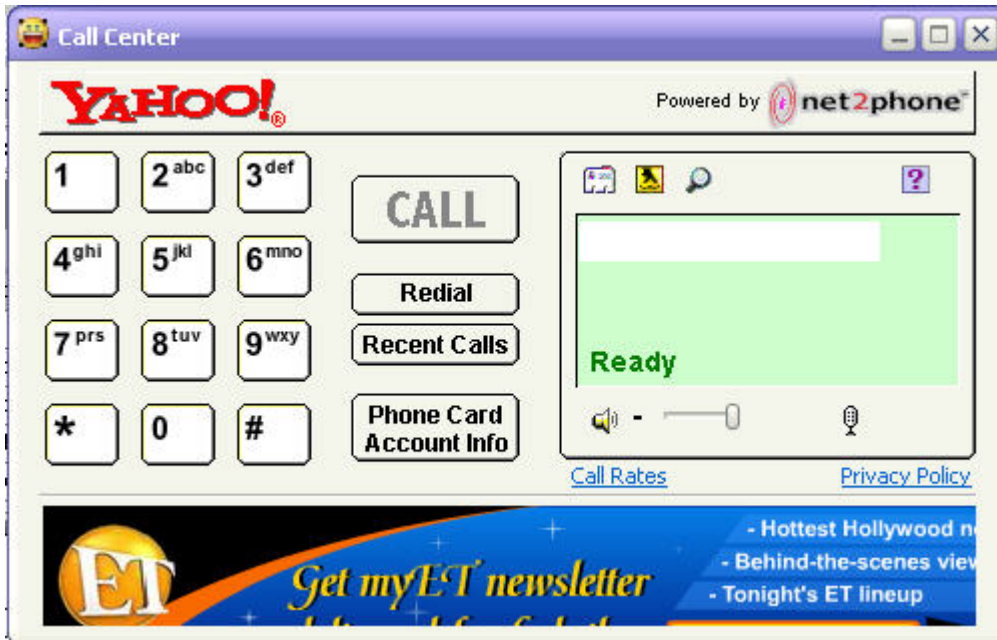 Call Center
YAHOO!®
Powered by net2phone
1
2 abc
3 def
CALL
4 ghi
5 jkl
6 mno
Redial
7 prs
8 tuv
9 wxy
Recent Calls
Ready
*
0
#
Phone Card
Account Info
-
?
Call Rates
Privacy Policy
ET
Get myET newsletter
- Hottest Hollywood
- Behind-the-scenes
- Tonight's ET lineup